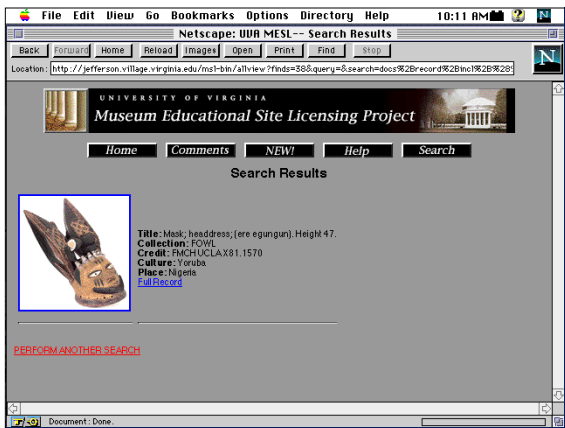 File Edit View Go Bookmarks Options Directory Help 10:11 AM
Netscape: UVA MESL-- Search Results
Back Forward Home Reload Images Open Print Find Stop
Location: http://jefferson.village.virginia.edu/msl-bin/allview?finds=38&query=&search=docs%2Brecord%2Bincl%2B%28
UNIVERSITY OF VIRGINIA
Museum Educational Site Licensing Project
Home Comments NEW! Help Search
Search Results
Title: Mask; headdress; (ere egungun). Height 47.
Collection: FOWL
Credit: FMCH UCLA X81.1570
Culture: Yoruba
Place: Nigeria
Full Record
PERFORM ANOTHER SEARCH
Document: Done.